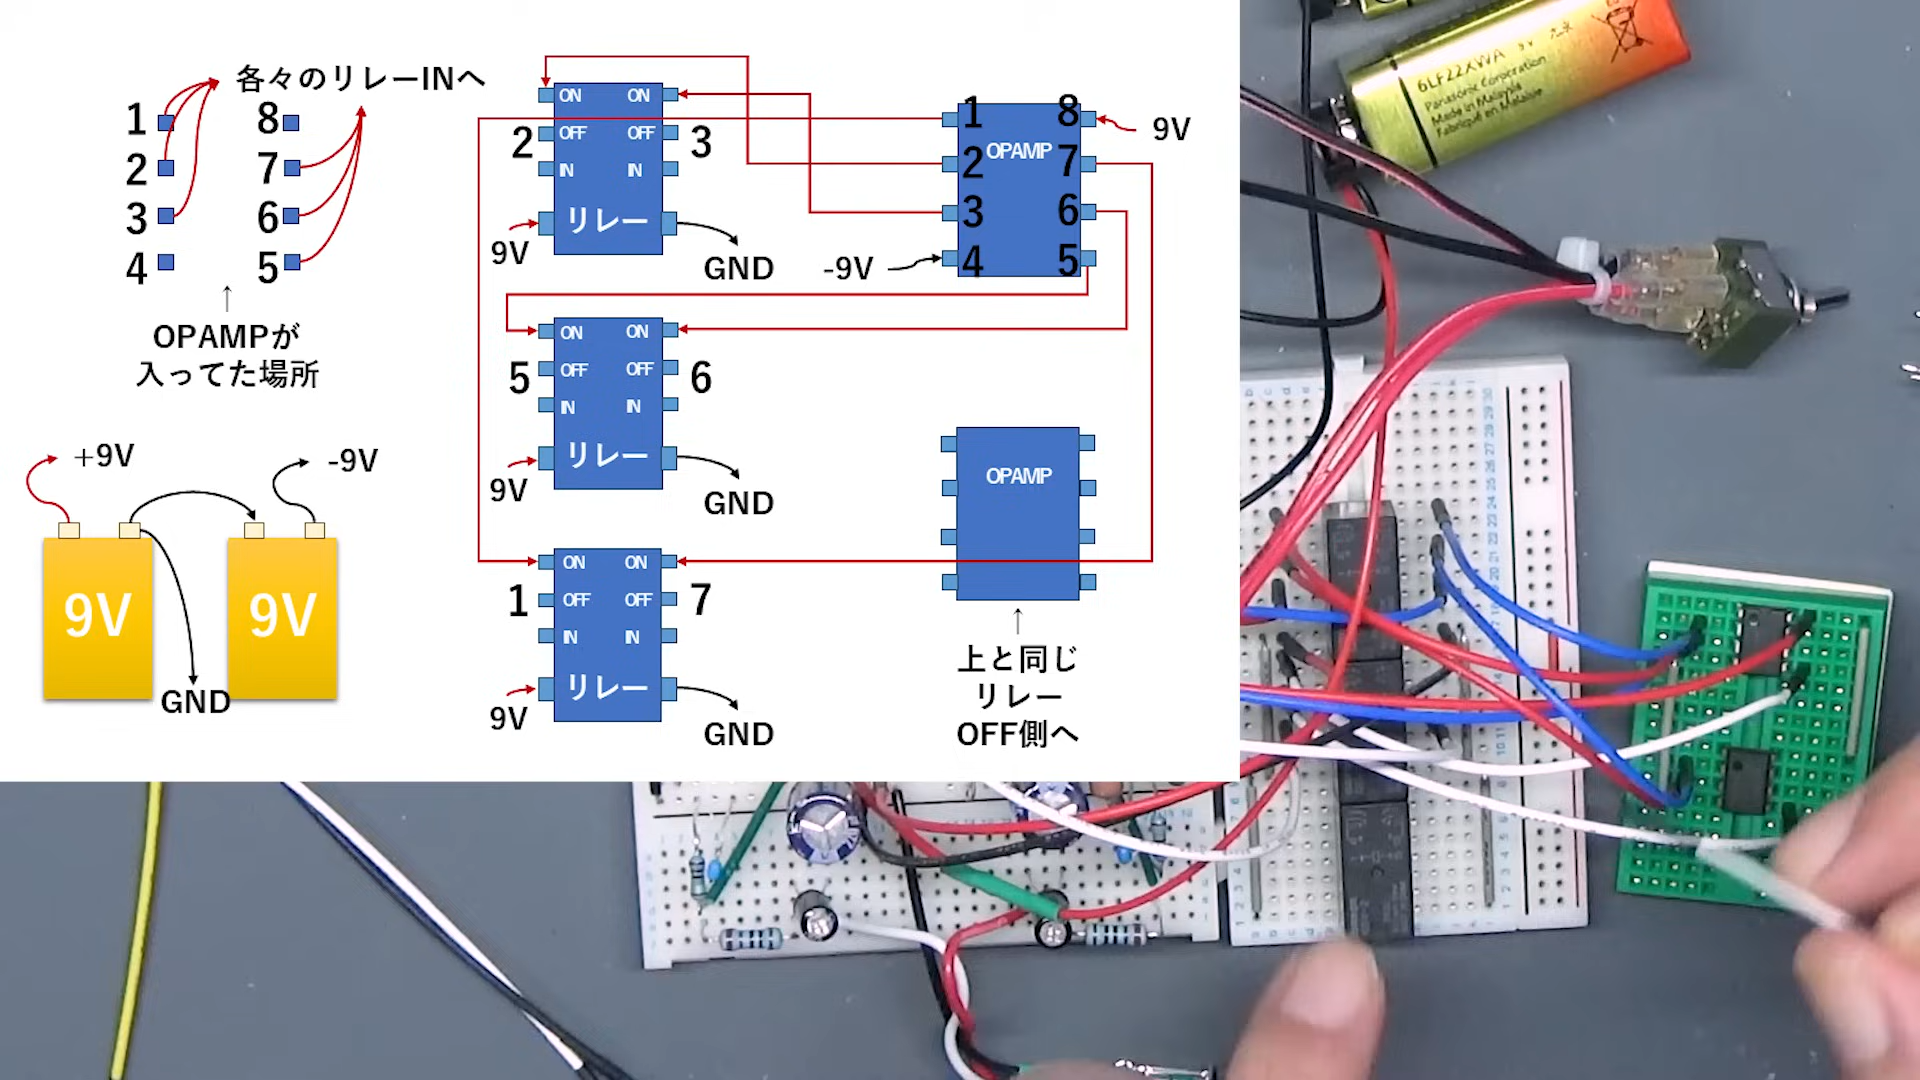 各々のリレーINへ
1
8
2
7
3
6
4
5
OPAMPが
入ってた場所
+9V
-9V
9V
9V
GND
ON
ON
2
OFF
OFF
3
IN
IN
リレー
9V
GND
1
8
9V
OPAMP
2
7
3
6
-9V
4
5
ON
ON
5
OFF
OFF
6
IN
IN
リレー
9V
GND
ON
ON
1
OFF
OFF
7
IN
IN
リレー
9V
GND
OPAMP
上と同じ
リレー
OFF側へ
6LF22XWA
9V
Panasonic Corporation
Made in Malaysia
Fabriqué en Malaisie